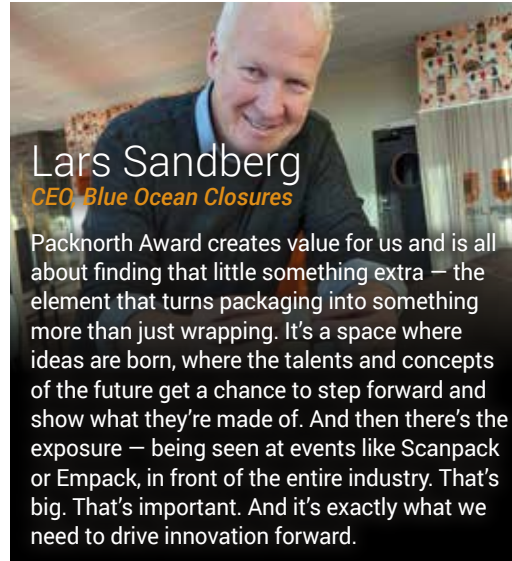 Lars Sandberg
CEO, Blue Ocean Closures
Packnorth Award creates value for us and is all
about finding that little something extra — the
element that turns packaging into something
more than just wrapping. It’s a space where
ideas are born, where the talents and concepts
of the future get a chance to step forward and
show what they’re made of. And then there’s the
exposure — being seen at events like Scanpack
or Empack, in front of the entire industry. That’s
big. That’s important. And it’s exactly what we
need to drive innovation forward.